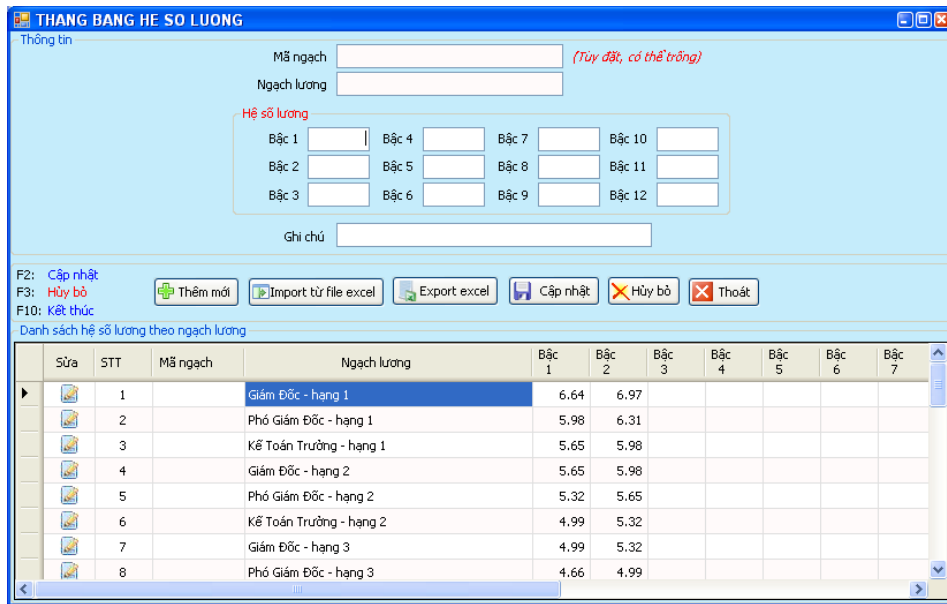 THANG BANG HE SO LUONG
Thông tin
Mã ngạch (Tùy đặt, có thể trống)
Ngạch lương
Hệ số lương
Bậc 1 Bậc 4 Bậc 7 Bậc 10
Bậc 2 Bậc 5 Bậc 8 Bậc 11
Bậc 3 Bậc 6 Bậc 9 Bậc 12
Ghi chú
F2: Cập nhật
F3: Hủy bỏ
F10: Kết thúc
Thêm mới Import từ file excel Export excel Cập nhật Hủy bỏ Thoát
Danh sách hệ số lương theo ngạch lương
Sửa STT Mã ngạch Ngạch lương Bậc 1 Bậc 2 Bậc 3 Bậc 4 Bậc 5 Bậc 6 Bậc 7
1 Giám Đốc - hạng 1 6.64 6.97
2 Phó Giám Đốc - hạng 1 5.98 6.31
3 Kế Toán Trưởng - hạng 1 5.65 5.98
4 Giám Đốc - hạng 2 5.65 5.98
5 Phó Giám Đốc - hạng 2 5.32 5.65
6 Kế Toán Trưởng - hạng 2 4.99 5.32
7 Giám Đốc - hạng 3 4.99 5.32
8 Phó Giám Đốc - hạng 3 4.66 4.99